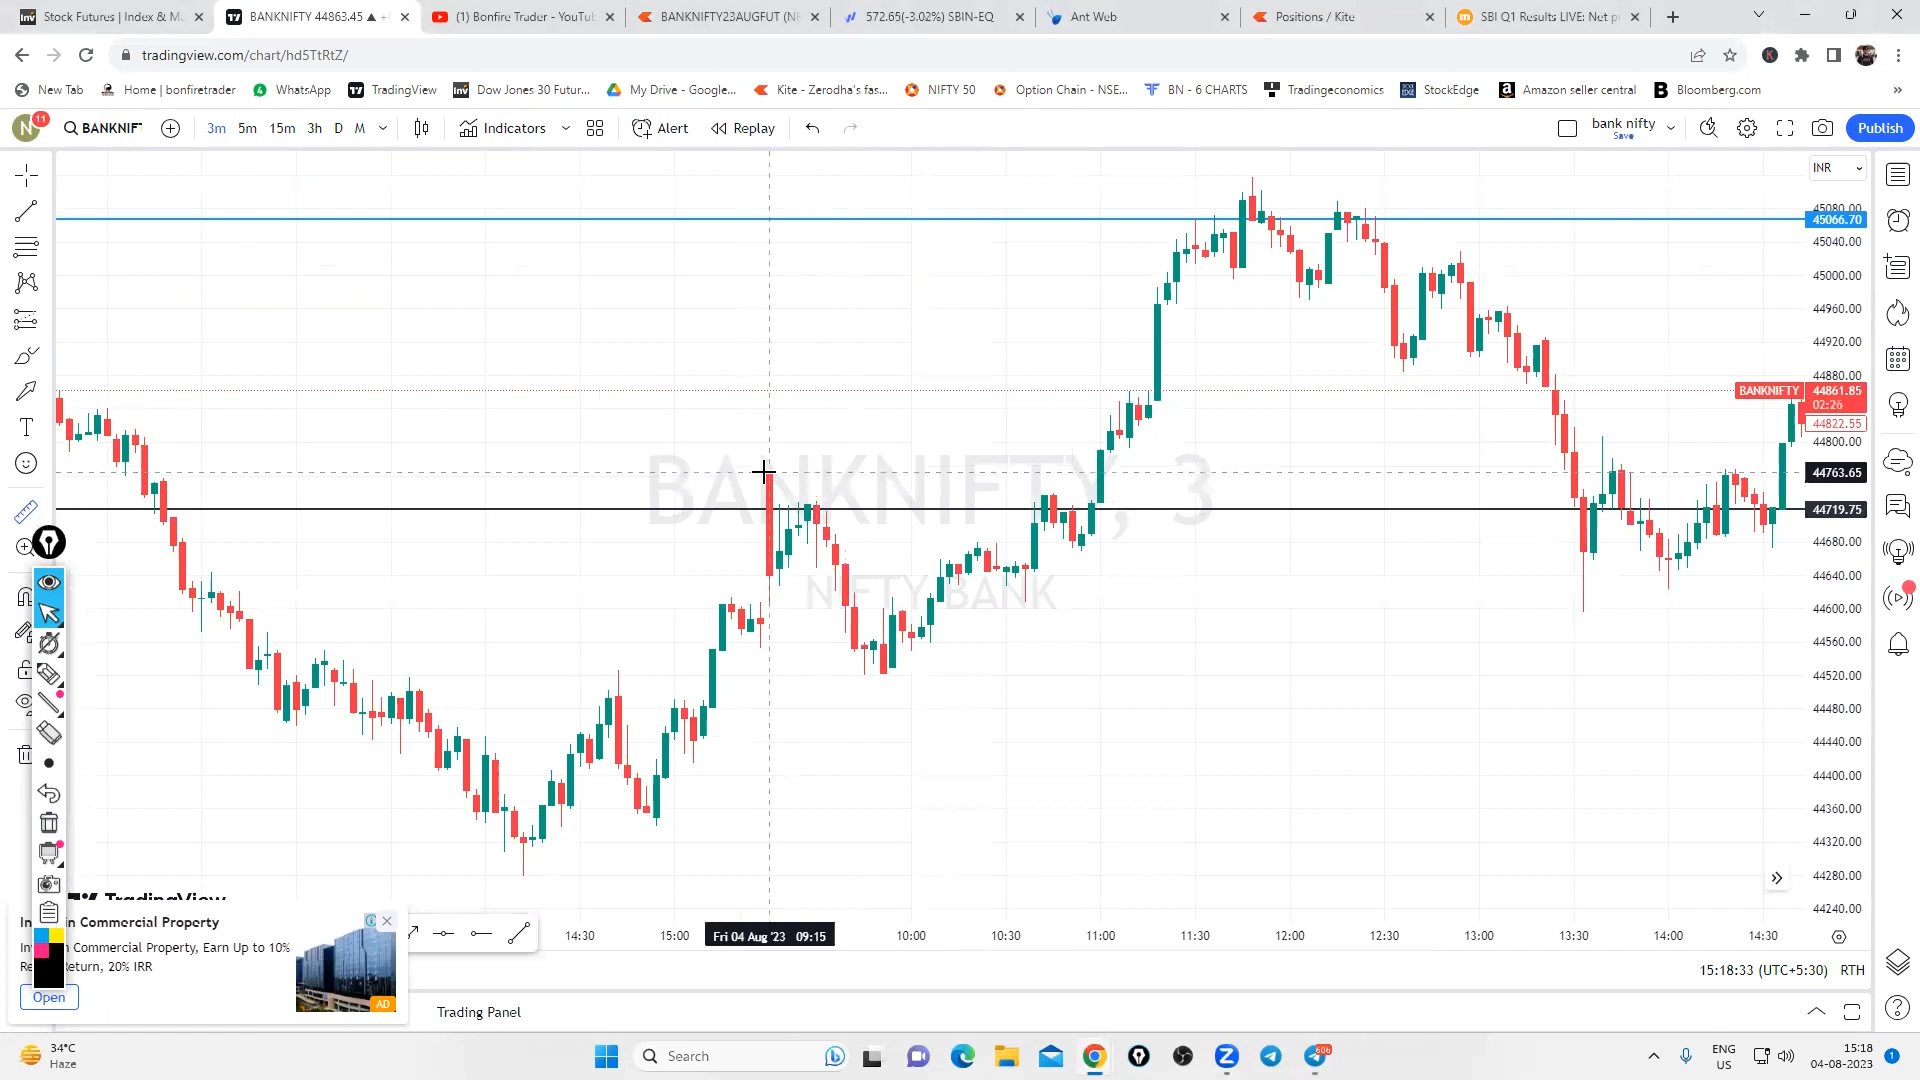 Stock Futures | Index & M
BANKNIFTY 44863.45 ▲ +
(1) Bonfire Trader - YouTu
BANKNIFTY23AUGFUT (NF
572.65(-3.02%) SBIN-EQ
Ant Web
Positions / Kite
SBI Q1 Results LIVE: Net p
tradingview.com/chart/hd5TtRtZ/
New Tab
Home | bonfiretrader
WhatsApp
TradingView
Dow Jones 30 Futur...
My Drive - Google...
Kite - Zerodha's fas...
NIFTY 50
Option Chain - NSE...
BN - 6 CHARTS
Tradingeconomics
StockEdge
Amazon seller central
Bloomberg.com
N
11
BANKNIF
3m
5m
15m
3h
D
M
Indicators
Alert
Replay
bank nifty
Save
Publish
INR
45080.00
45066.70
45040.00
45000.00
44960.00
44920.00
44880.00
BANKNIFTY
44861.85
02:26
44822.55
44800.00
44763.65
44719.75
44680.00
44640.00
44600.00
44560.00
44520.00
44480.00
44440.00
44400.00
44360.00
44320.00
44280.00
44240.00
BANKNIFTY, 3
NIFTY BANK
TradingView
14:30
15:00
Fri 04 Aug '23 09:15
10:00
10:30
11:00
11:30
12:00
12:30
13:00
13:30
14:00
14:30
in Commercial Property
Commercial Property, Earn Up to 10%
Return, 20% IRR
Open
AD
15:18:33 (UTC+5:30)
RTH
Trading Panel
34°C
Haze
Search
606
ENG
US
15:18
04-08-2023
1